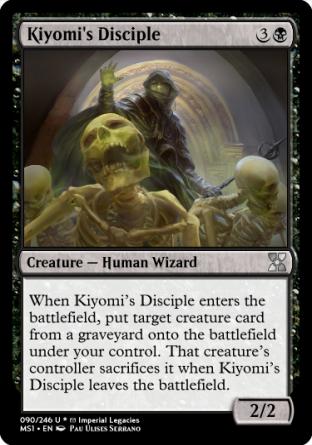 Kiyomi's Disciple 3
Creature — Human Wizard
When Kiyomi's Disciple enters the
battlefield, put target creature card
from a graveyard onto the battlefield
under your control. That creature's
controller sacrifices it when Kiyomi's
Disciple leaves the battlefield.
2/2
090/246 U * Imperial Legacies
MS1 • EN Pau Ulises Serrano